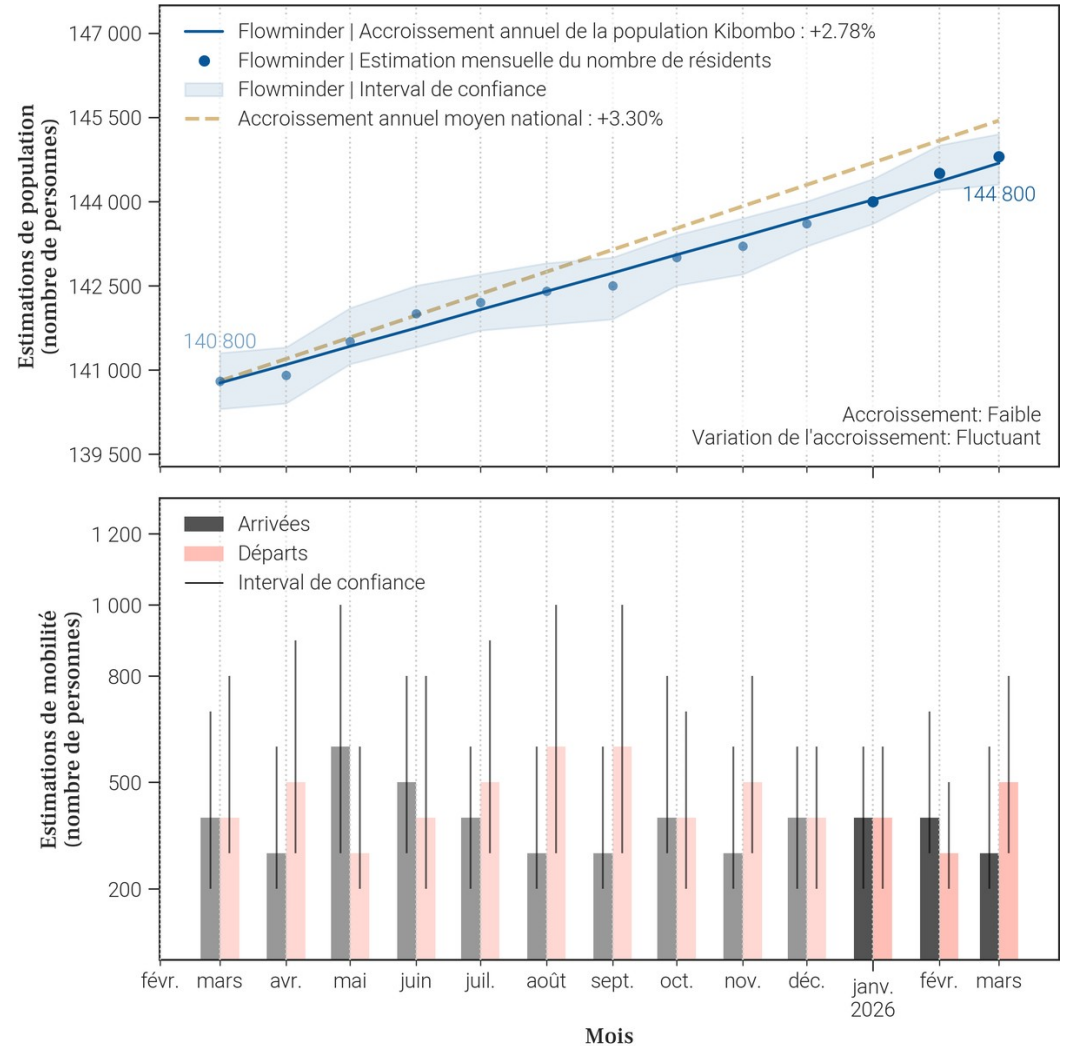 147 000
145 500
144 000
142 500
141 000
139 500
Estimations de population
(nombre de personnes)
Flowminder | Accroissement annuel de la population Kibombo : +2.78%
Flowminder | Estimation mensuelle du nombre de résidents
Flowminder | Interval de confiance
Accroissement annuel moyen national : +3.30%
140 800
144 800
Accroissement: Faible
Variation de l'accroissement: Fluctuant
1 200
1 000
800
500
200
Estimations de mobilité
(nombre de personnes)
Arrivées
Départs
Interval de confiance
févr. mars avr. mai juin juil. août sept. oct. nov. déc. janv. févr. mars
2026
Mois